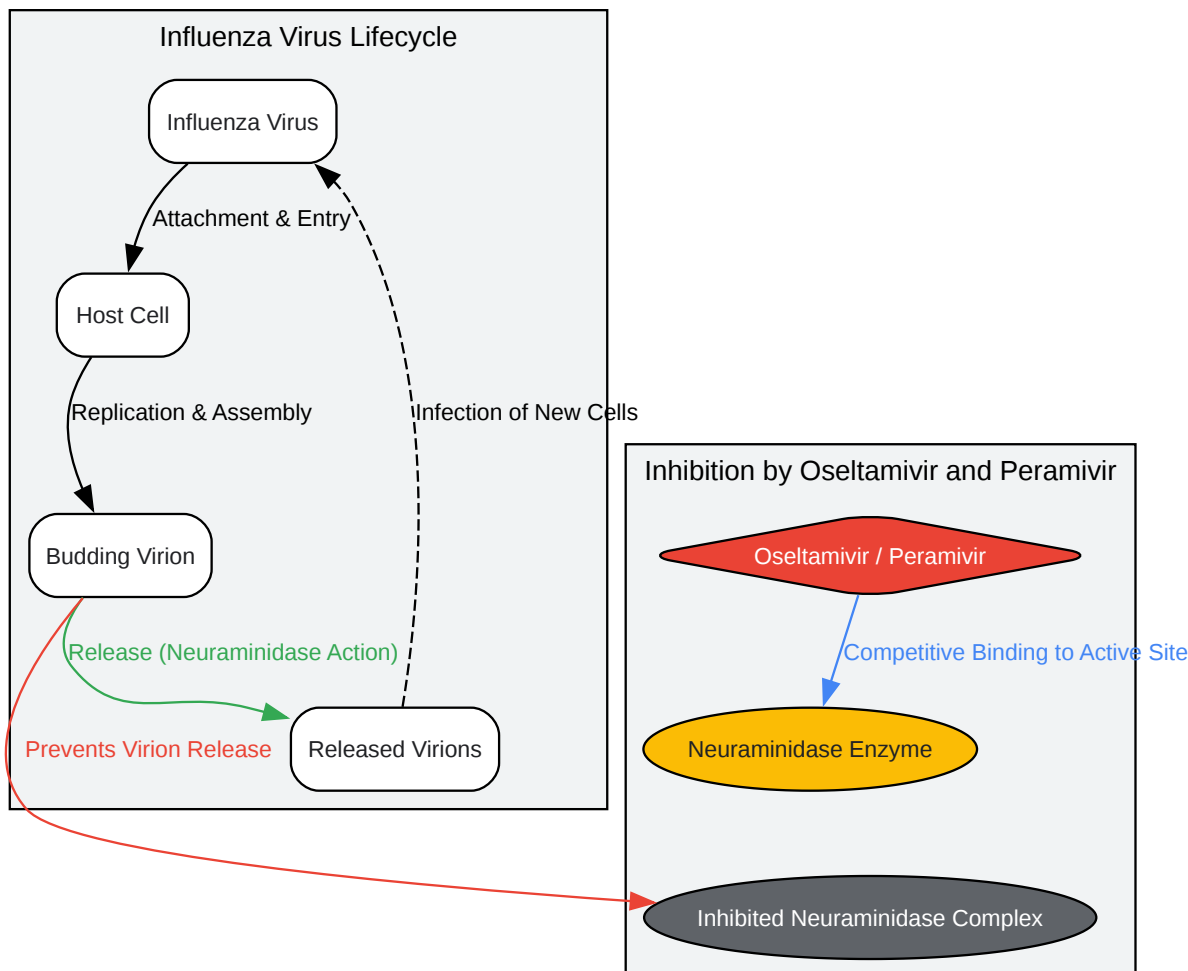 Influenza Virus Lifecycle
Influenza Virus
Attachment & Entry
Host Cell
Replication & Assembly
Infection of New Cells
Budding Virion
Release (Neuraminidase Action)
Prevents Virion Release
Released Virions
Inhibition by Oseltamivir and Peramivir
Oseltamivir / Peramivir
Competitive Binding to Active Site
Neuraminidase Enzyme
Inhibited Neuraminidase Complex